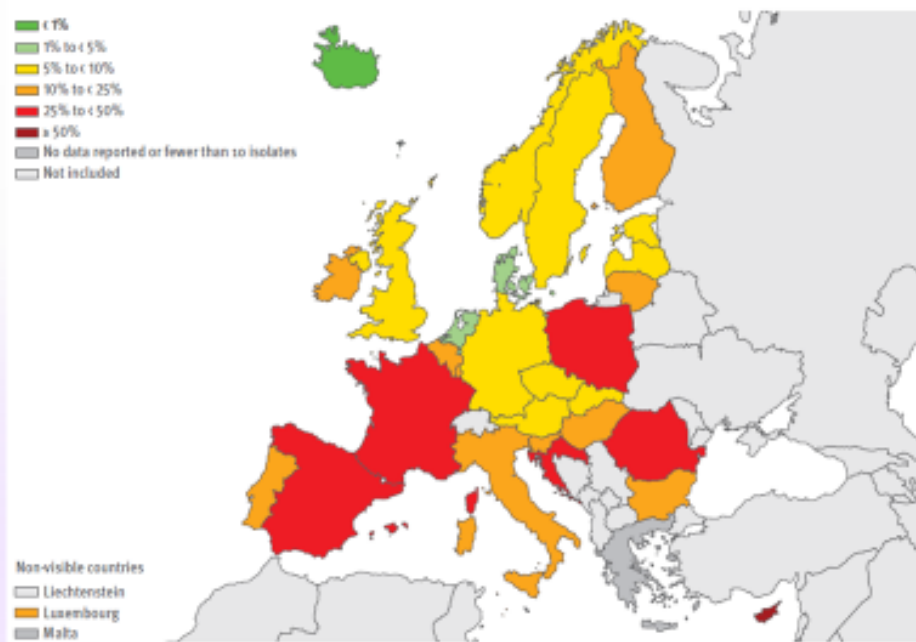 < 1%
1% to < 5%
5% to < 10%
10% to < 25%
25% to < 50%
≥ 50%
No data reported or fewer than 10 isolates
Not included
Non-visible countries
Liechtenstein
Luxembourg
Malta